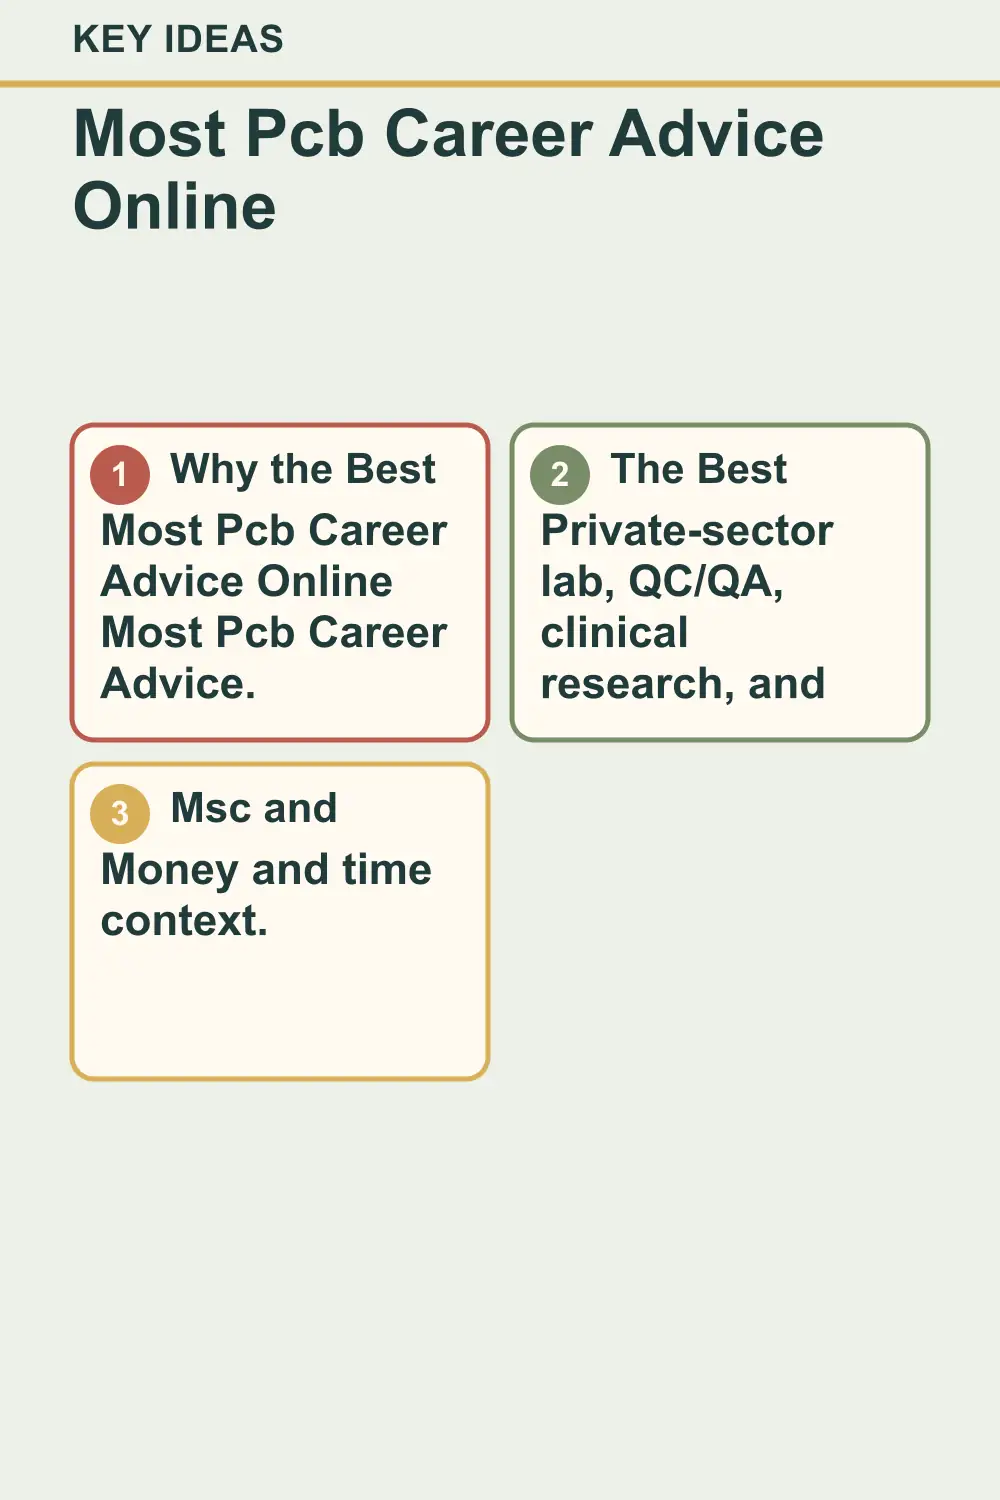 KEY IDEAS
Most Pcb Career Advice
Online
1 Why the Best
Most Pcb Career
Advice Online
Most Pcb Career
Advice.
2 The Best
Private-sector
lab, QC/QA,
clinical
research, and
3 Msc and
Money and time
context.